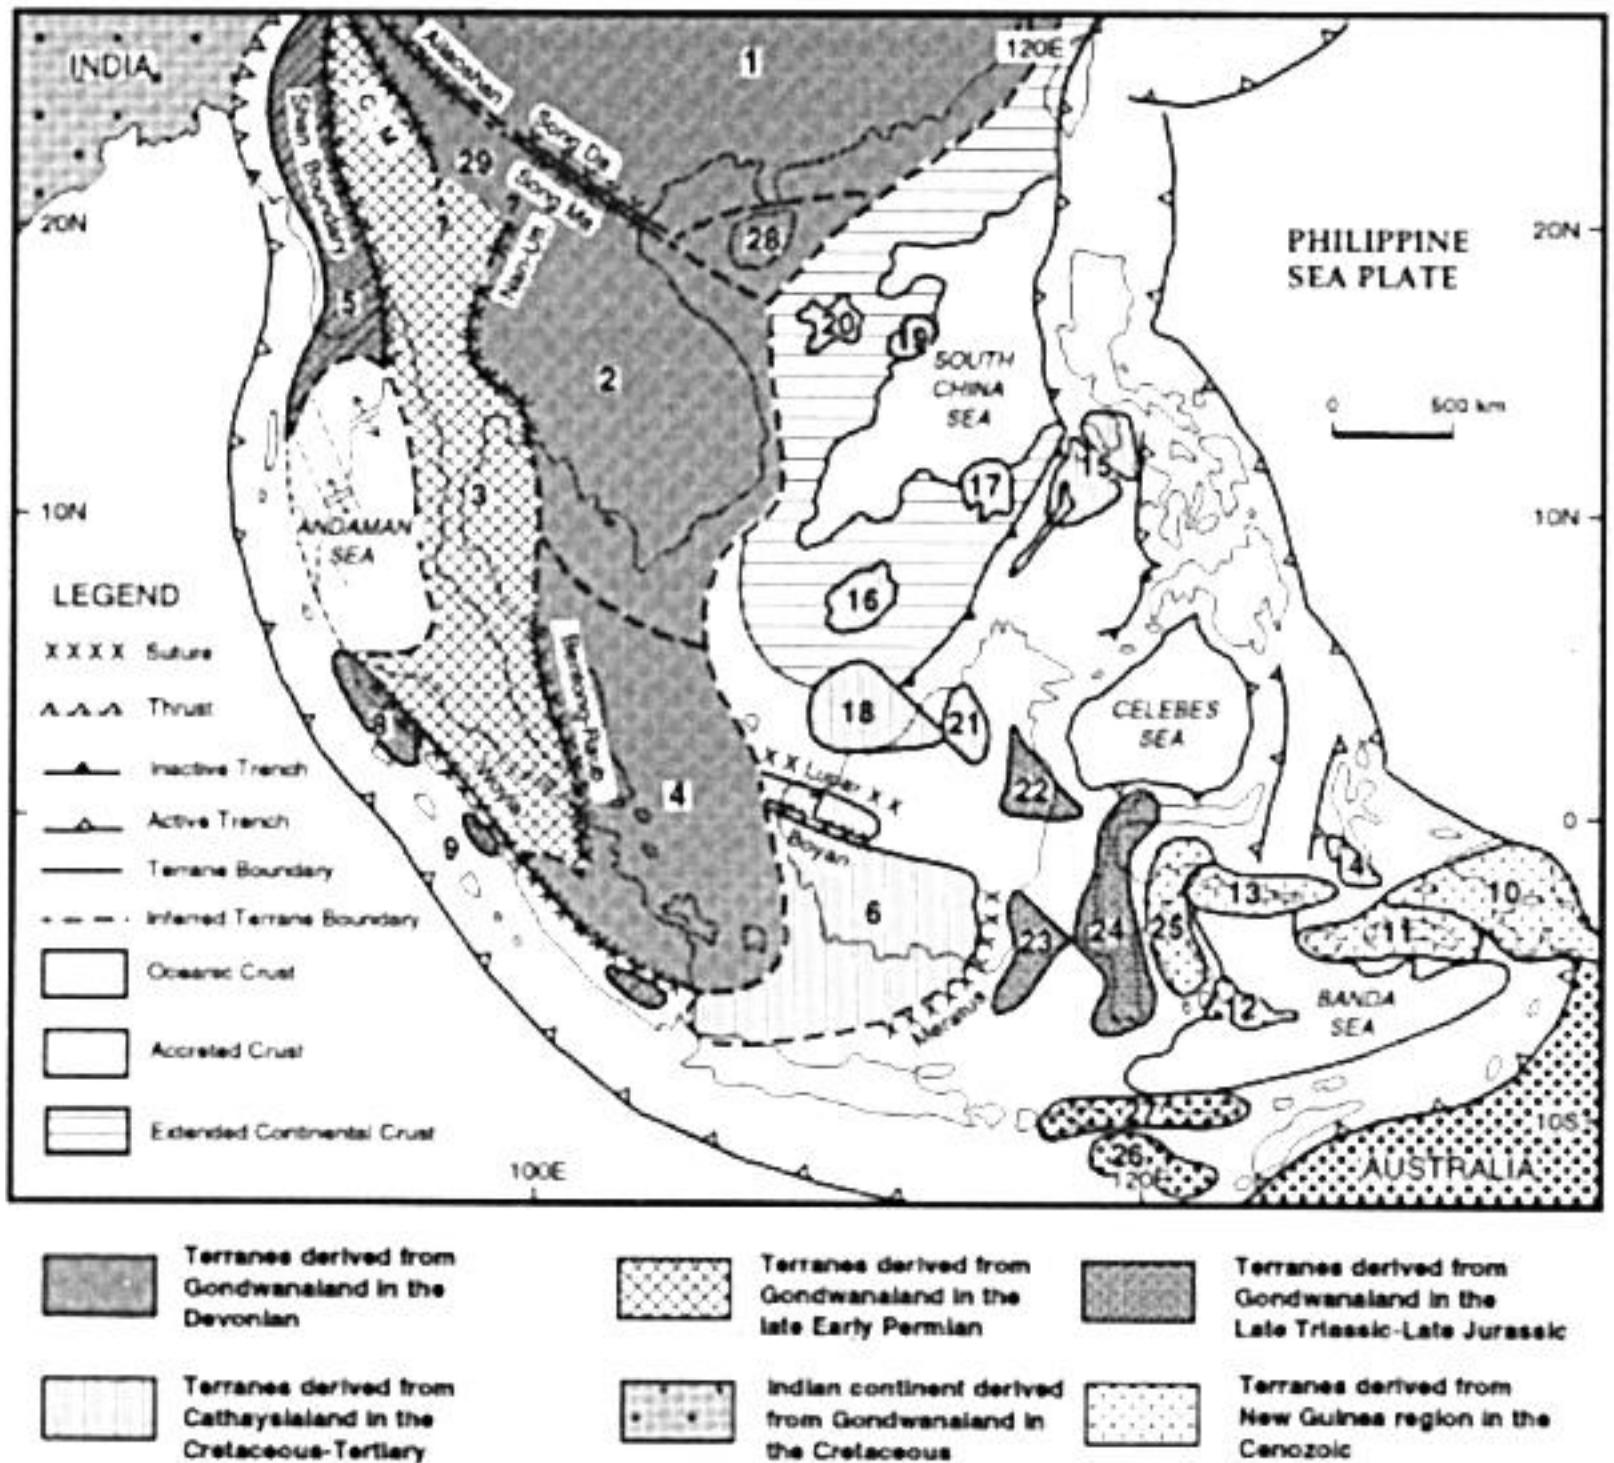 INDIA
120E
1
Ailaoshan
Song Da
Song Ma
Shan Boundary
C M
29
?
?
Nan-Utt
20N
20N
28
PHILIPPINE
SEA PLATE
5
20
19
SOUTH
CHINA
SEA
2
0 500 km
15
3
17
10N
10N
ANDAMAN
SEA
16
LEGEND
X X X X Suture
Thrust
Inactive Trench
Active Trench
Terrane Boundary
Inferred Terrane Boundary
Oceanic Crust
Accreted Crust
Extended Continental Crust
Bentong-Raub
8
Woyla
18
21
CELEBES
SEA
X X Lupar X X
22
4
9
Boyan
0
14
13
10
6
23
24
25
11
Meratus
12
BANDA
SEA
27
10S
26
100E
120E
AUSTRALIA
Terranes derived from
Gondwanaland in the
Devonian
Terranes derived from
Gondwanaland in the
late Early Permian
Terranes derived from
Gondwanaland in the
Late Triassic-Late Jurassic
Terranes derived from
Cathaysialand in the
Cretaceous-Tertiary
Indian continent derived
from Gondwanaland in
the Cretaceous
Terranes derived from
New Guinea region in the
Cenozoic